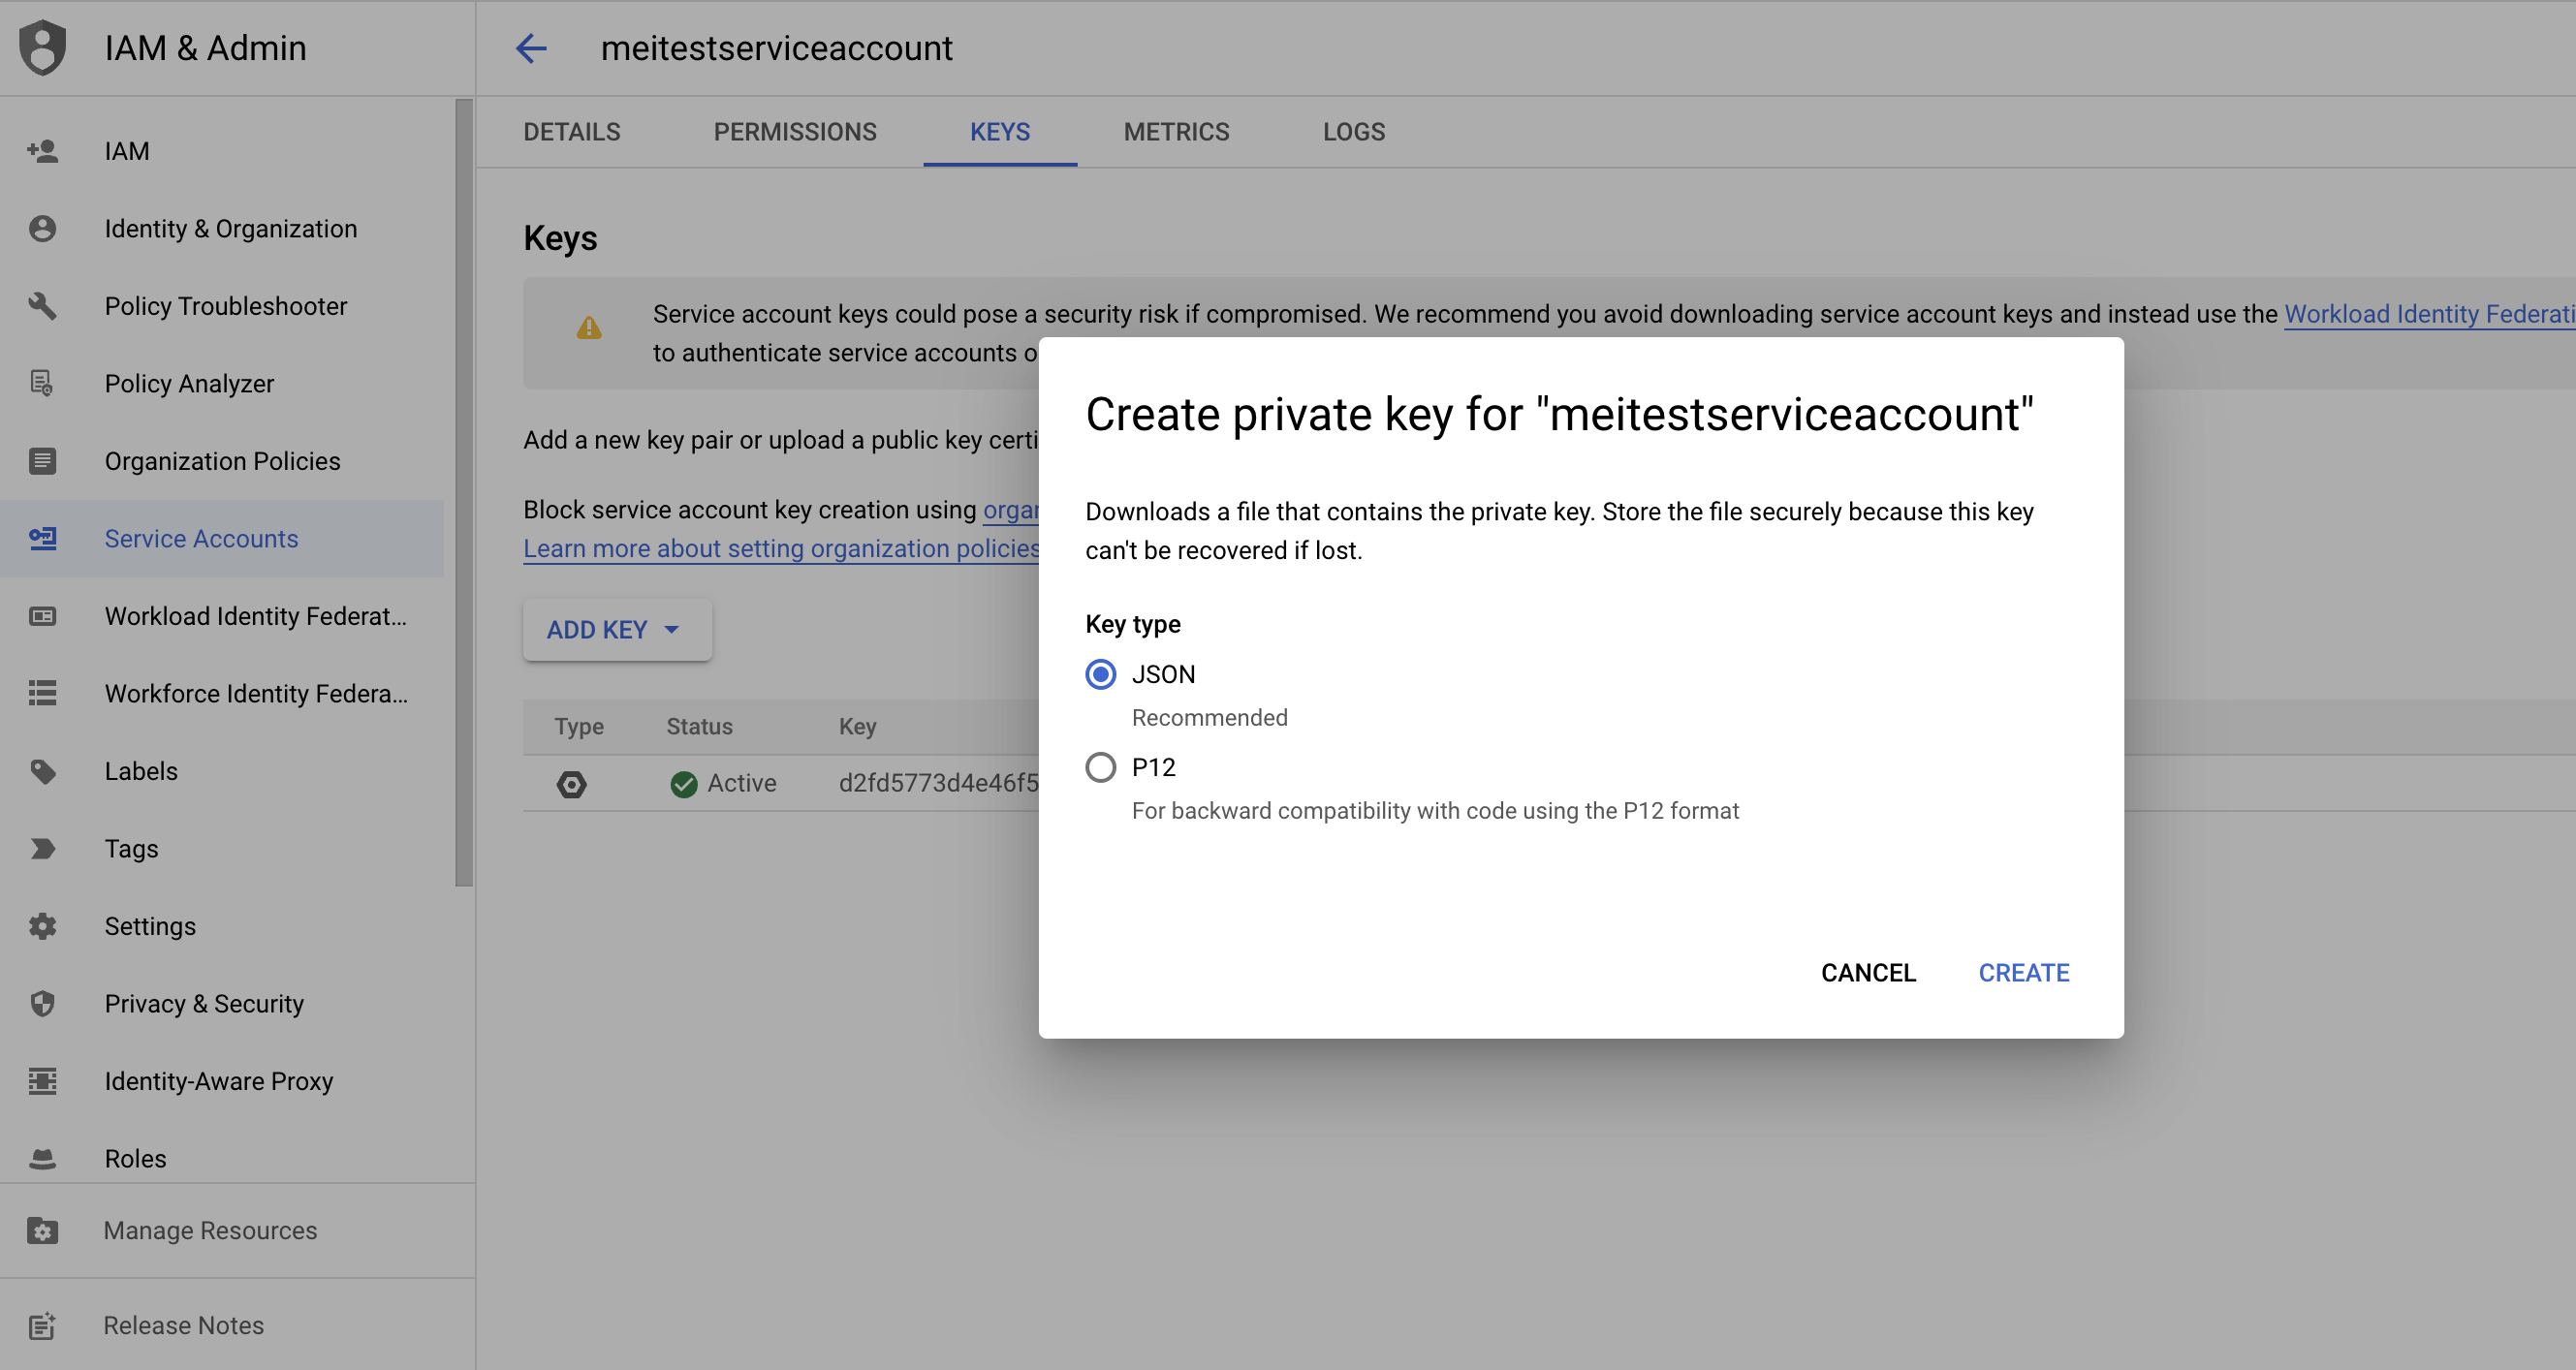 IAM & Admin
IAM
Identity & Organization
Policy Troubleshooter
Policy Analyzer
Organization Policies
Service Accounts
Workload Identity Federat...
Workforce Identity Federa...
Labels
Tags
Settings
Privacy & Security
Identity-Aware Proxy
Roles
Manage Resources
Release Notes
meitestserviceaccount
DETAILS PERMISSIONS KEYS METRICS LOGS
Keys
Service account keys could pose a security risk if compromised. We recommend you avoid downloading service account keys and instead use the Workload Identity Federati
to authenticate service accounts o
Add a new key pair or upload a public key certi
Block service account key creation using organ
Learn more about setting organization policies
ADD KEY
Type Status Key
Active d2fd5773d4e46f5
Create private key for "meitestserviceaccount"
Downloads a file that contains the private key. Store the file securely because this key
can't be recovered if lost.
Key type
JSON
Recommended
P12
For backward compatibility with code using the P12 format
CANCEL CREATE